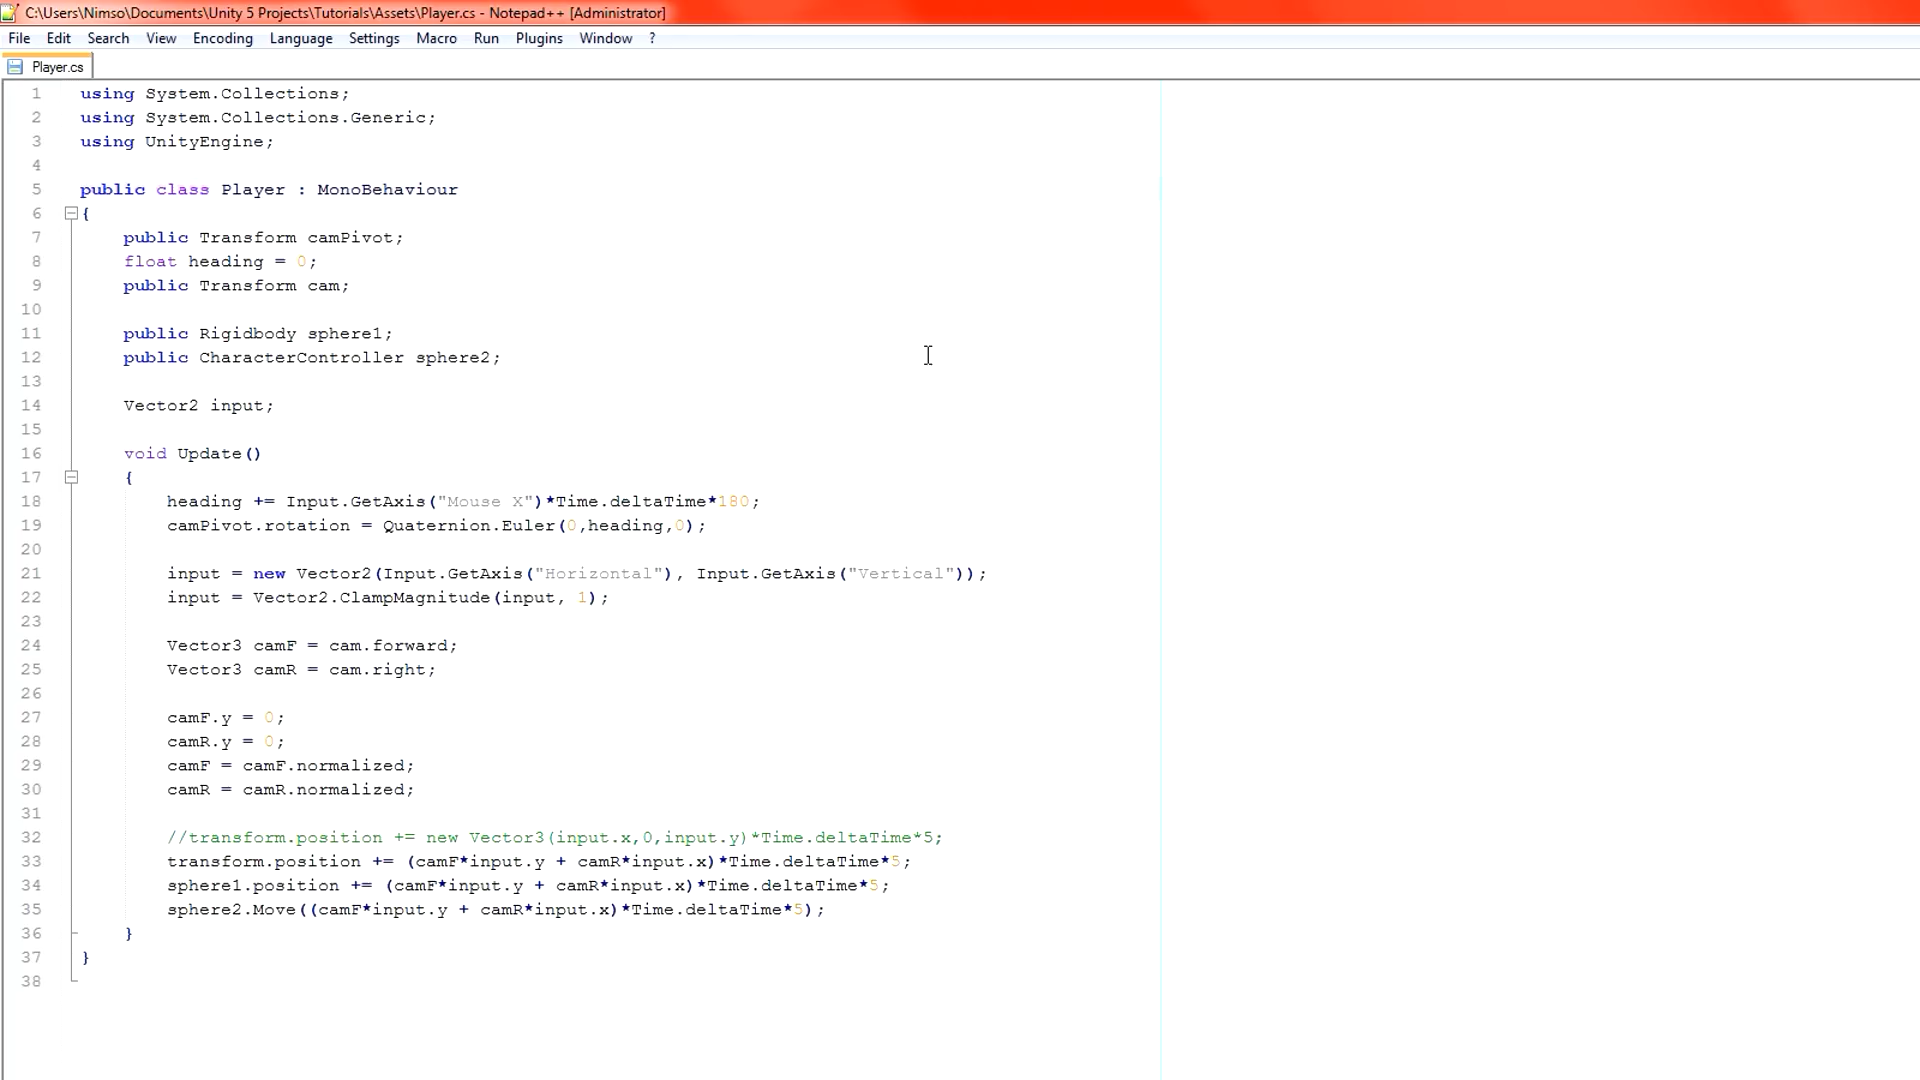 C:\Users\Nimso\Documents\Unity 5 Projects\Tutorials\Assets\Player.cs - Notepad++ [Administrator]
File Edit Search View Encoding Language Settings Macro Run Plugins Window ?
Player.cs
1 using System.Collections;
2 using System.Collections.Generic;
3 using UnityEngine;
4
5 public class Player : MonoBehaviour
6 {
7 public Transform camPivot;
8 float heading = 0;
9 public Transform cam;
10
11 public Rigidbody sphere1;
12 public CharacterController sphere2;
13
14 Vector2 input;
15
16 void Update()
17 {
18 heading += Input.GetAxis("Mouse X")*Time.deltaTime*180;
19 camPivot.rotation = Quaternion.Euler(0,heading,0);
20
21 input = new Vector2(Input.GetAxis("Horizontal"), Input.GetAxis("Vertical"));
22 input = Vector2.ClampMagnitude(input, 1);
23
24 Vector3 camF = cam.forward;
25 Vector3 camR = cam.right;
26
27 camF.y = 0;
28 camR.y = 0;
29 camF = camF.normalized;
30 camR = camR.normalized;
31
32 //transform.position += new Vector3(input.x,0,input.y)*Time.deltaTime*5;
33 transform.position += (camF*input.y + camR*input.x)*Time.deltaTime*5;
34 sphere1.position += (camF*input.y + camR*input.x)*Time.deltaTime*5;
35 sphere2.Move((camF*input.y + camR*input.x)*Time.deltaTime*5);
36 }
37 }
38